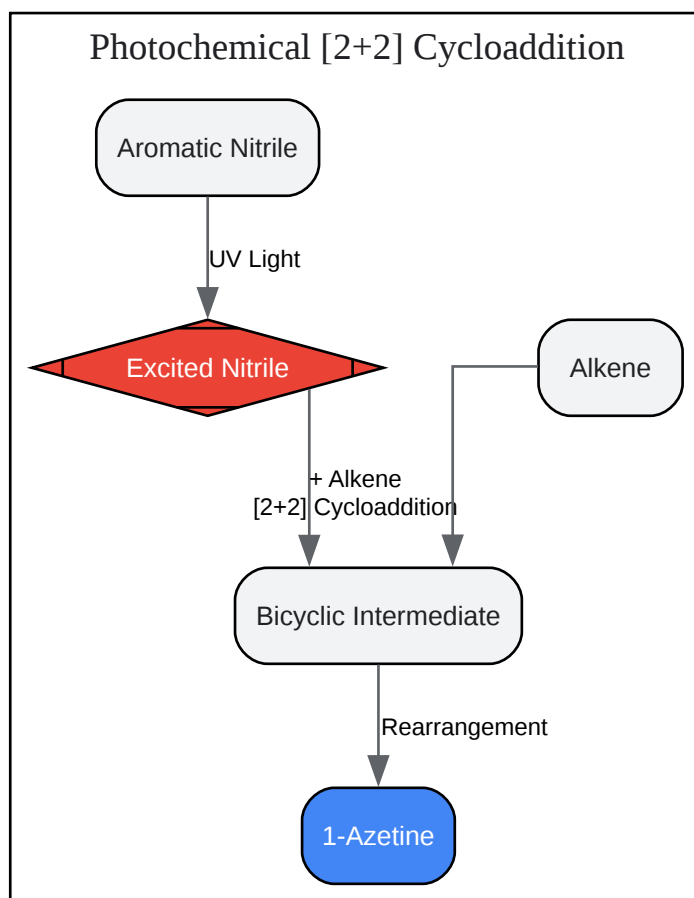 Photochemical [2+2] Cycloaddition
Aromatic Nitrile
UV Light
Excited Nitrile
Alkene
+ Alkene
[2+2] Cycloaddition
Bicyclic Intermediate
Rearrangement
1-Azetine